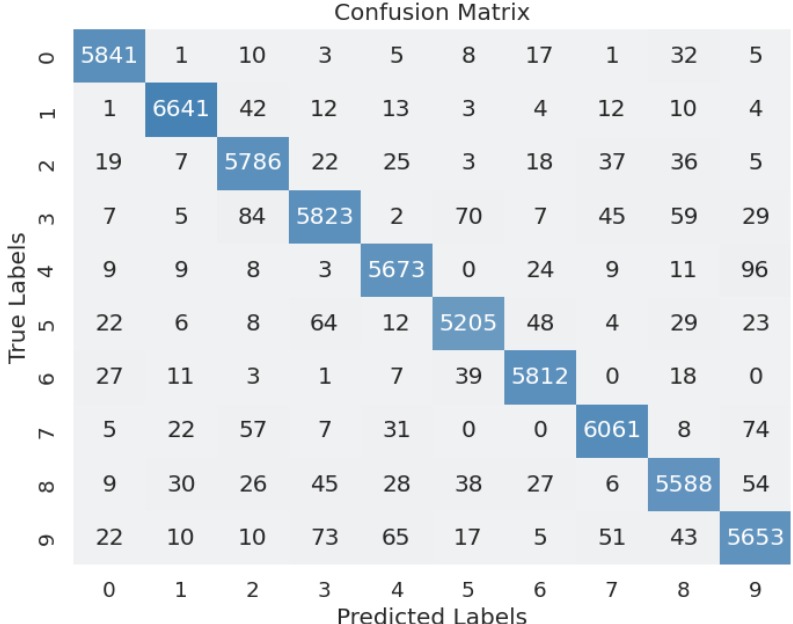 Confusion Matrix
0 5841 1 10 3 5 8 17 1 32 5
1 1 6641 42 12 13 3 4 12 10 4
2 19 7 5786 22 25 3 18 37 36 5
3 7 5 84 5823 2 70 7 45 59 29
4 9 9 8 3 5673 0 24 9 11 96
5 22 6 8 64 12 5205 48 4 29 23
6 27 11 3 1 7 39 5812 0 18 0
7 5 22 57 7 31 0 0 6061 8 74
8 9 30 26 45 28 38 27 6 5588 54
9 22 10 10 73 65 17 5 51 43 5653
0 1 2 3 4 5 6 7 8 9
True Labels
Predicted Labels